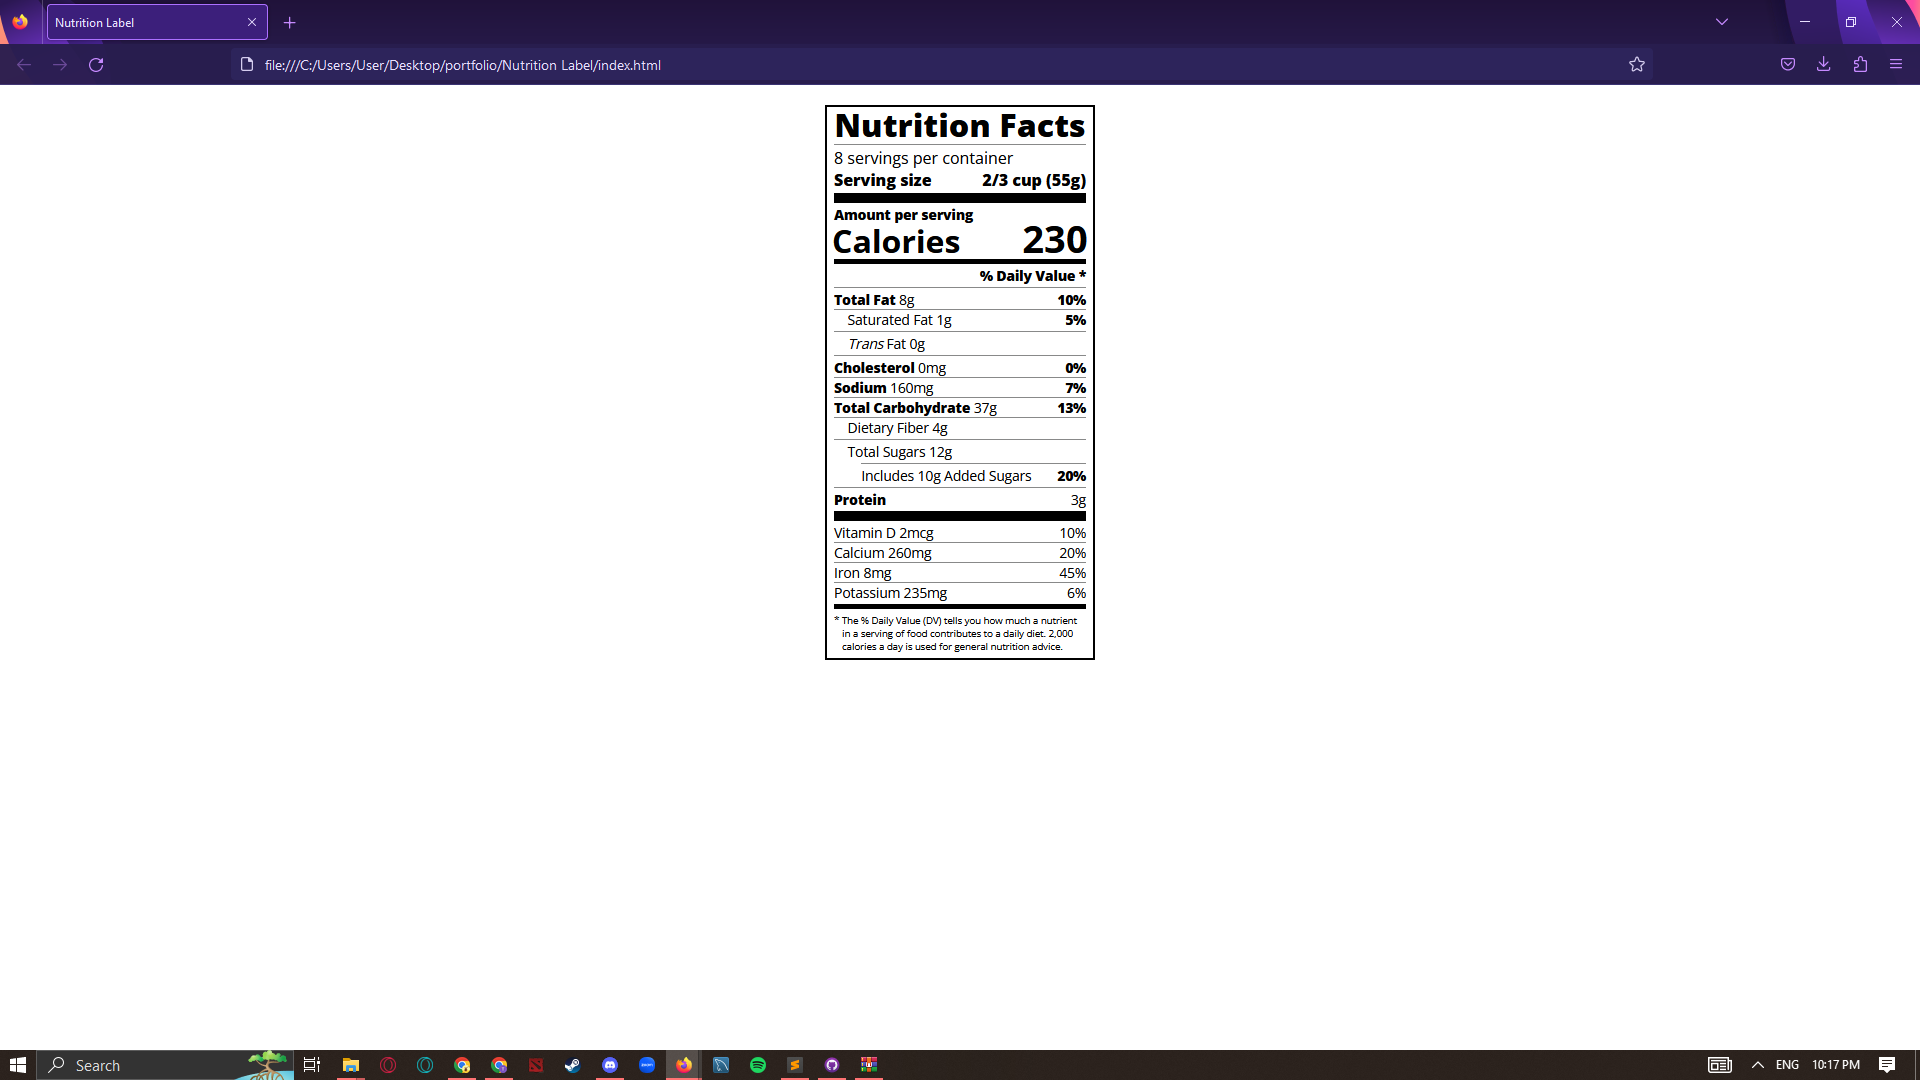 Nutrition Label
file:///C:/Users/User/Desktop/portfolio/Nutrition Label/index.html
Nutrition Facts
8 servings per container
Serving size 2/3 cup (55g)
Amount per serving
Calories 230
% Daily Value *
Total Fat 8g 10%
Saturated Fat 1g 5%
Trans Fat 0g
Cholesterol 0mg 0%
Sodium 160mg 7%
Total Carbohydrate 37g 13%
Dietary Fiber 4g
Total Sugars 12g
Includes 10g Added Sugars 20%
Protein 3g
Vitamin D 2mcg 10%
Calcium 260mg 20%
Iron 8mg 45%
Potassium 235mg 6%
* The % Daily Value (DV) tells you how much a nutrient
in a serving of food contributes to a daily diet. 2,000
calories a day is used for general nutrition advice.
Search
ENG 10:17 PM